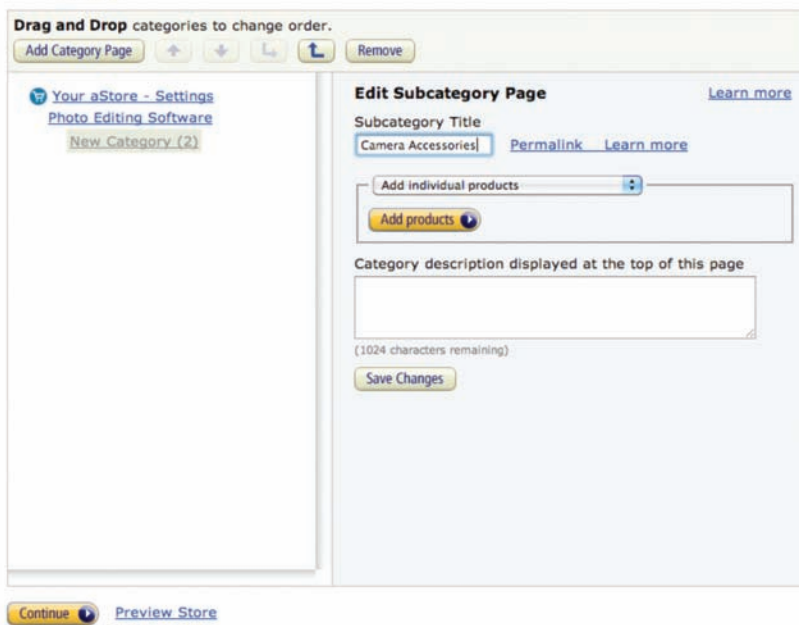 Drag and Drop categories to change order.
Add Category Page
Remove
Your aStore - Settings
Photo Editing Software
New Category (2)
Edit Subcategory Page
Learn more
Subcategory Title
Camera Accessories
Permalink
Learn more
Add individual products
Add products
Category description displayed at the top of this page
(1024 characters remaining)
Save Changes
Continue
Preview Store